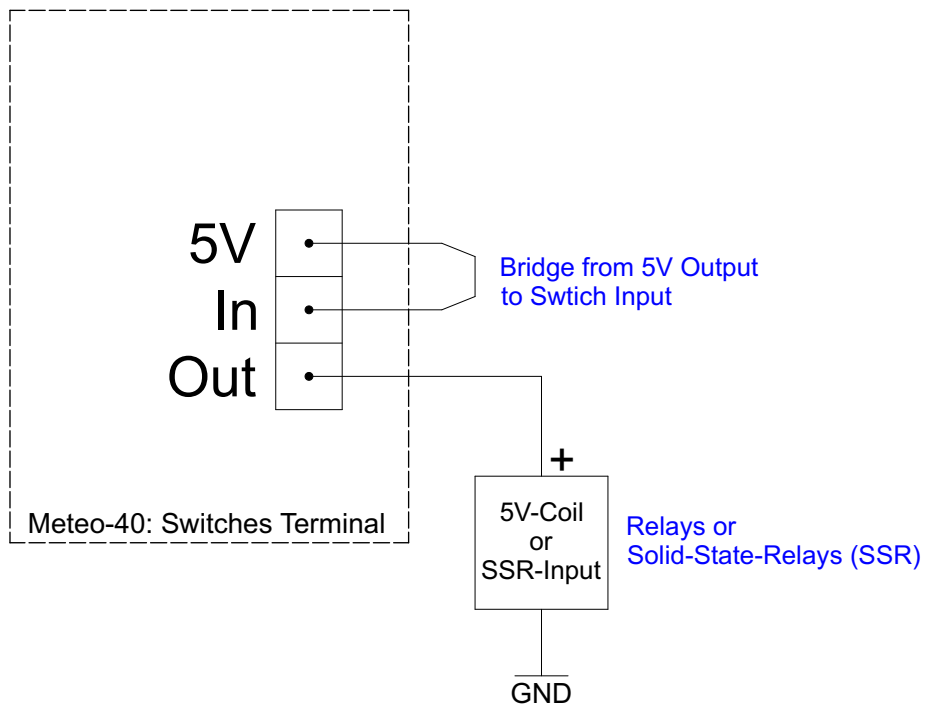 5V
In
Out
Bridge from 5V Output
to Swtich Input
Meteo-40: Switches Terminal
+
5V-Coil
or
SSR-Input
Relays or
Solid-State-Relays (SSR)
GND